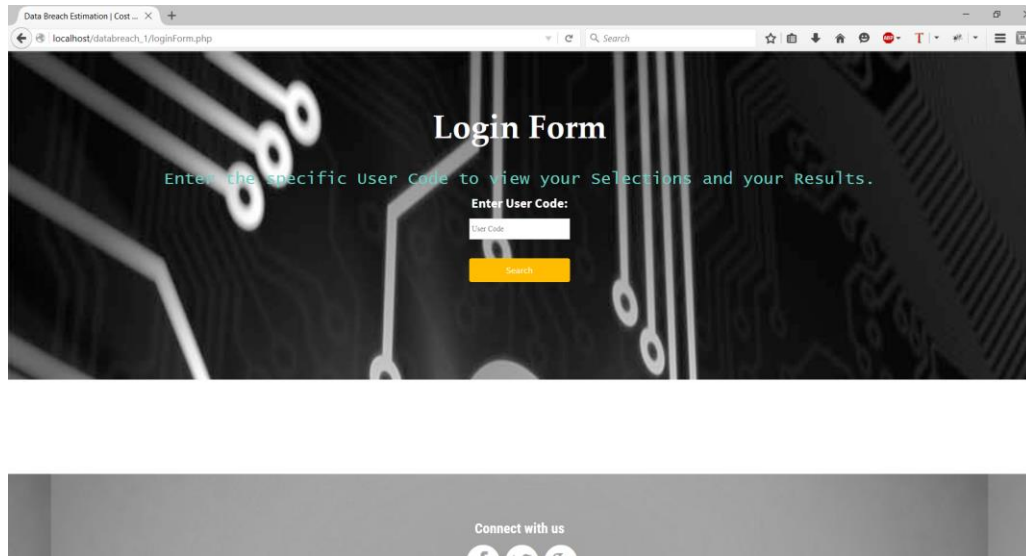 Data Breach Estimation | Cost ...
localhost/databreach_1/loginForm.php
Search
ABP
T
Login Form
Enter the specific User Code to view your Selections and your Results.
Enter User Code:
User Code
Search
Connect with us